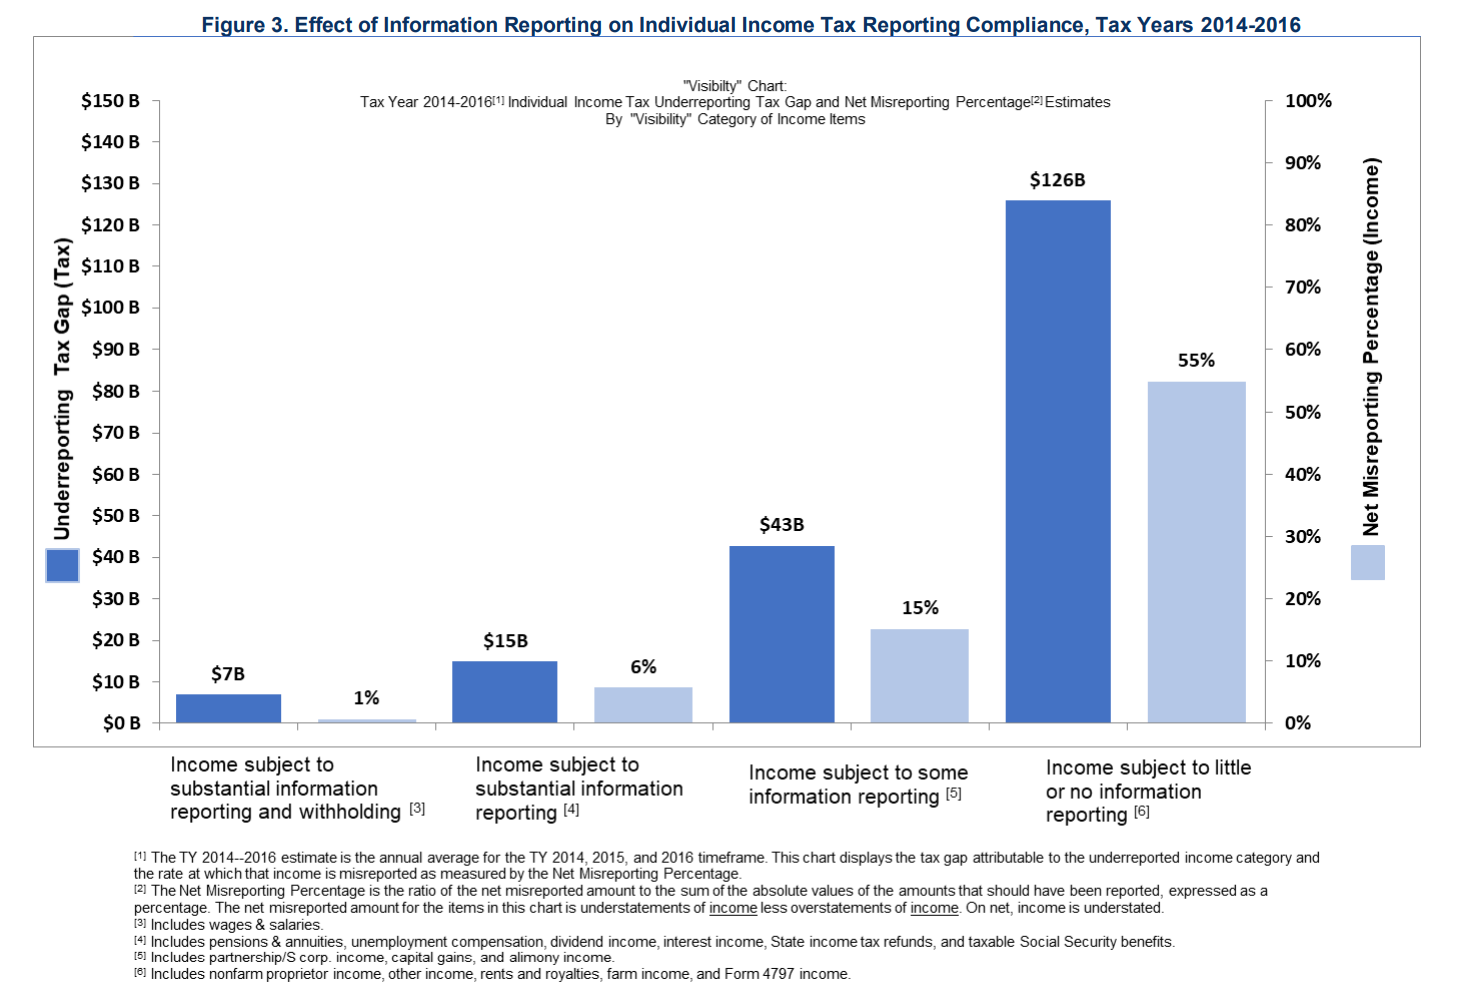 Figure 3. Effect of Information Reporting on Individual Income Tax Reporting Compliance, Tax Years 2014-2016
"Visibilty" Chart:
Tax Year 2014-2016[1] Individual Income Tax Underreporting Tax Gap and Net Misreporting Percentage[2] Estimates
By "Visibility" Category of Income Items
Underreporting Tax Gap (Tax)
$150 B
$140 B
$130 B
$120 B
$110 B
$100 B
$90 B
$80 B
$70 B
$60 B
$50 B
$40 B
$30 B
$20 B
$10 B
$0 B
$7B
1%
$15B
6%
$43B
15%
$126B
55%
100%
90%
80%
70%
60%
50%
40%
30%
20%
10%
0%
Net Misreporting Percentage (Income)
Income subject to
substantial information
reporting and withholding [3]
Income subject to
substantial information
reporting [4]
Income subject to some
information reporting [5]
Income subject to little
or no information
reporting [6]
[1] The TY 2014--2016 estimate is the annual average for the TY 2014, 2015, and 2016 timeframe. This chart displays the tax gap attributable to the underreported income category and
the rate at which that income is misreported as measured by the Net Misreporting Percentage.
[2] The Net Misreporting Percentage is the ratio of the net misreported amount to the sum of the absolute values of the amounts that should have been reported, expressed as a
percentage. The net misreported amount for the items in this chart is understatements of income less overstatements of income. On net, income is understated.
[3] Includes wages & salaries.
[4] Includes pensions & annuities, unemployment compensation, dividend income, interest income, State income tax refunds, and taxable Social Security benefits.
[5] Includes partnership/S corp. income, capital gains, and alimony income.
[6] Includes nonfarm proprietor income, other income, rents and royalties, farm income, and Form 4797 income.